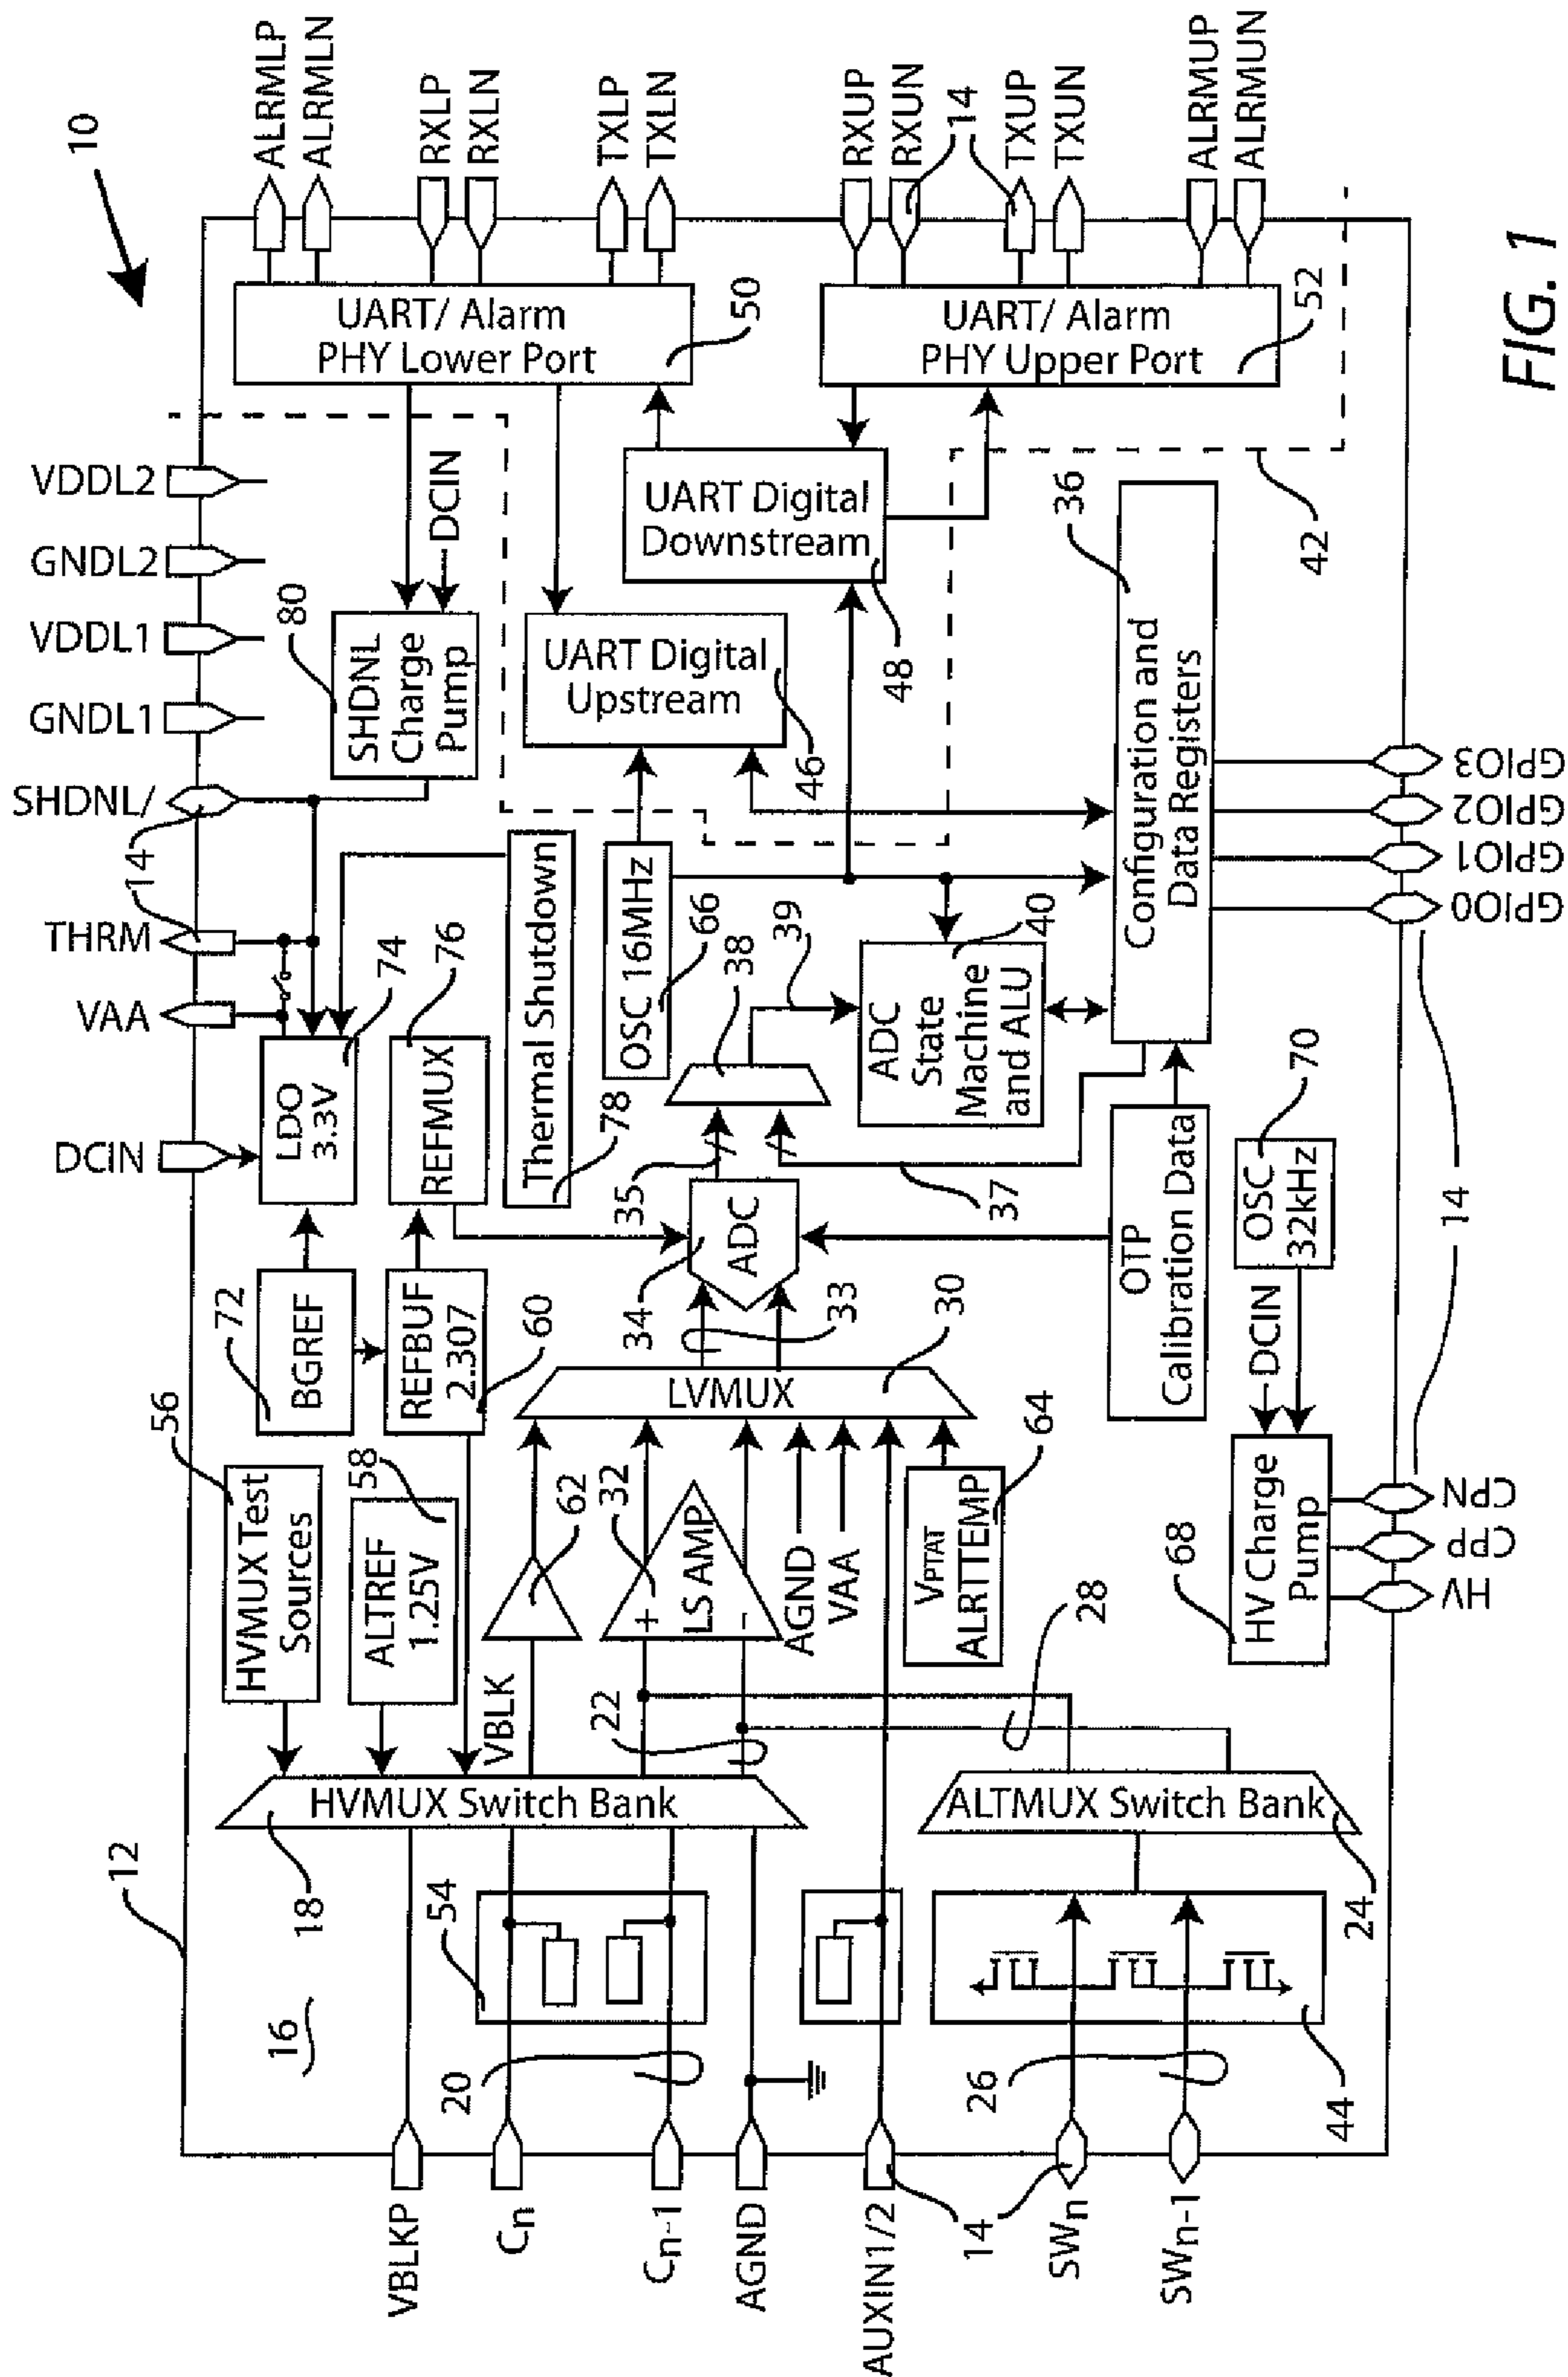 10
12
16
VDDL2
GNDL2
VDDL1
GNDL1
SHDNL/
14
THRM
14
VAA
DCIN
ALRMLP
ALRMLN
RXLP
RXLN
TXLP
TXLN
RXUP
RXUN
14
TXUP
TXUN
ALRMUP
ALRMUN
VBLKP
Cn
Cn-1
AGND
AUXIN1/2
14
SWn
SWn-1
HVMUX Test
Sources
56
ALTREF
1.25V
58
BGREF
72
REFBUF
2.307
60
LDO
3.3V
74
REFMUX
76
Thermal Shutdown
78
SHDNL
Charge
Pump
80
DCIN
UART/ Alarm
PHY Lower Port
50
UART/ Alarm
PHY Upper Port
52
UART Digital
Upstream
46
UART Digital
Downstream
48
OSC 16MHz
66
HVMUX Switch Bank
18
VBLK
62
+
LS AMP
-
32
22
20
54
AGND
VAA
VPTAT
ALRTTEMP
64
LVMUX
30
33
ADC
34
35
37
38
39
ADC
State
Machine
and ALU
40
Configuration and
Data Registers
36
42
OTP
Calibration Data
ALTMUX Switch Bank
24
28
26
44
HV Charge
Pump
68
DCIN
OSC
32kHz
70
HV
CPP
CPN
14
GPIO0
GPIO1
GPIO2
GPIO3
FIG. 1